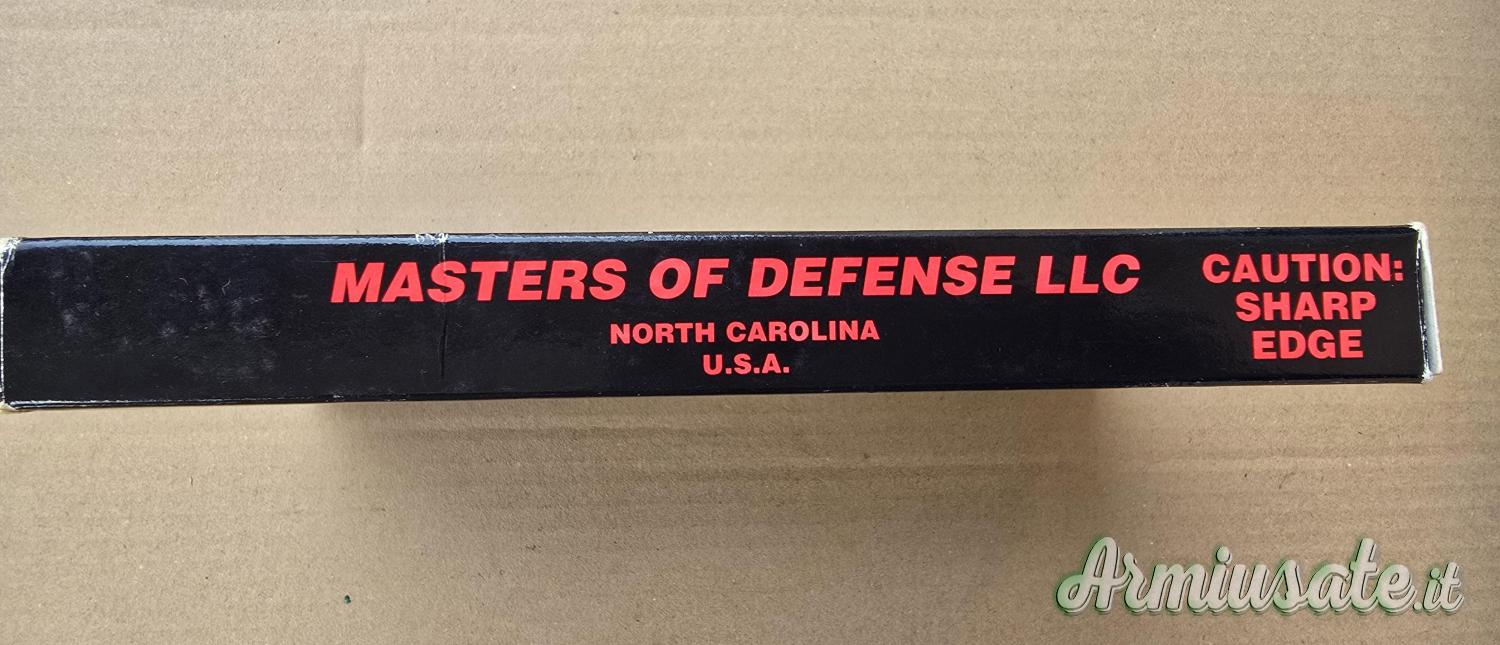 MASTERS OF DEFENSE LLC
NORTH CAROLINA
U.S.A.
CAUTION:
SHARP
EDGE
Armiusate.it